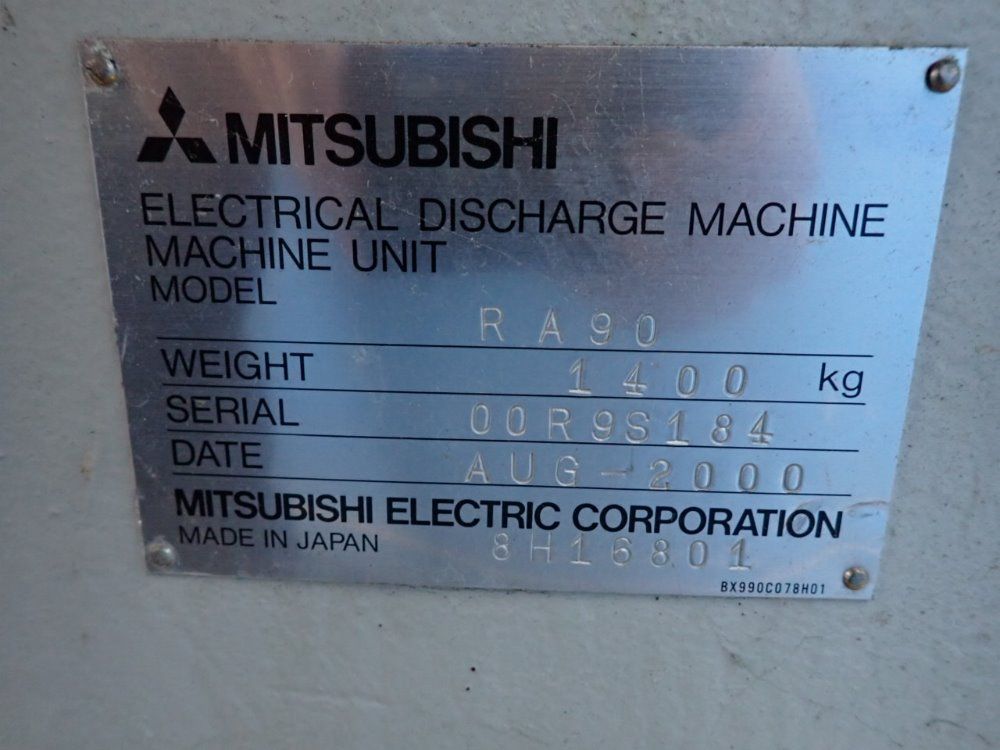 MITSUBISHI
ELECTRICAL DISCHARGE MACHINE
MACHINE UNIT
MODEL RA90
WEIGHT 1400 kg
SERIAL 00R9S184
DATE AUG-2000
MITSUBISHI ELECTRIC CORPORATION
MADE IN JAPAN 8H16801
BX990C078H01